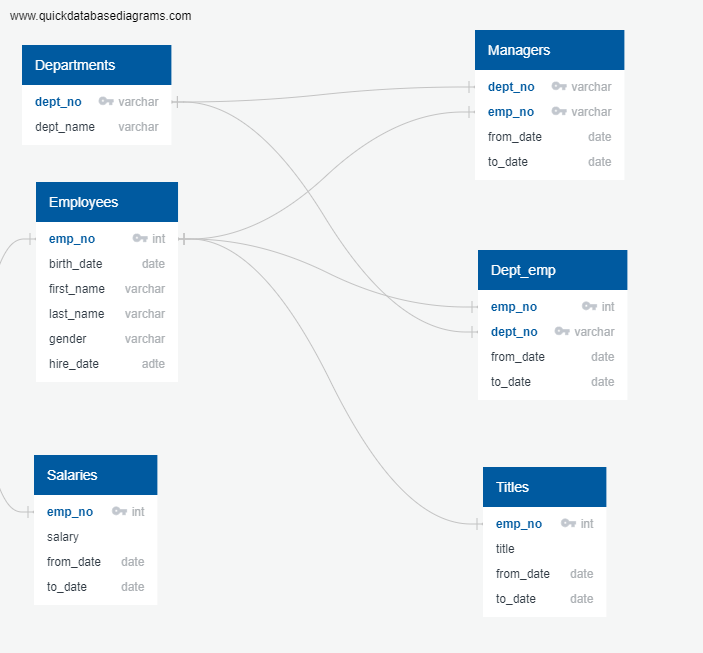 www.quickdatabasediagrams.com
Departments
dept_no varchar
dept_name varchar
Employees
emp_no int
birth_date date
first_name varchar
last_name varchar
gender varchar
hire_date adte
Salaries
emp_no int
salary
from_date date
to_date date
Managers
dept_no varchar
emp_no varchar
from_date date
to_date date
Dept_emp
emp_no int
dept_no varchar
from_date date
to_date date
Titles
emp_no int
title
from_date date
to_date date